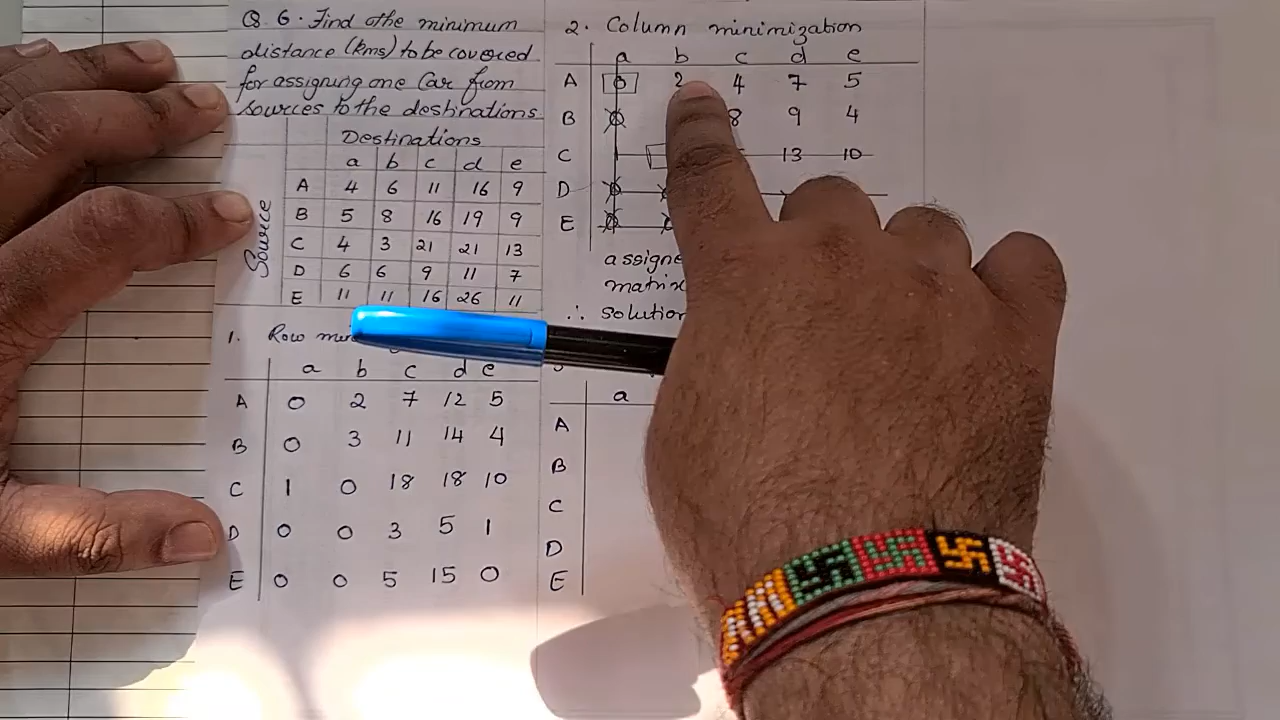 Q. 6. Find the minimum
distance (kms) to be covered
for assigning one Car from
sources to the destinations.
Destinations
Source
a b c d e
A 4 6 11 16 9
B 5 8 16 19 9
C 4 3 21 21 13
D 6 6 9 11 7
E 11 11 16 26 11
1. Row
a b c d e
A 0 2 7 12 5
B 0 3 11 14 4
C 1 0 18 18 10
D 0 0 3 5 1
E 0 0 5 15 0
2. Column minimization
a b c d e
A 0 2 4 7 5
B 0 8 9 4
C 13 10
D 0
E 0
matrix
∴ solution
a
A
B
C
D
E